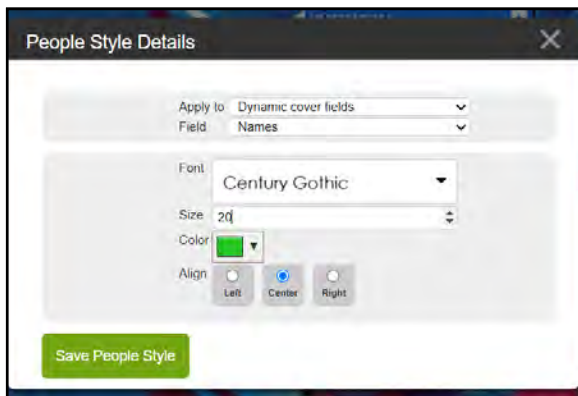 People Style Details
Apply to Dynamic cover fields
Field Names
Font Century Gothic
Size 20
Color
Align
Left Center Right
Save People Style